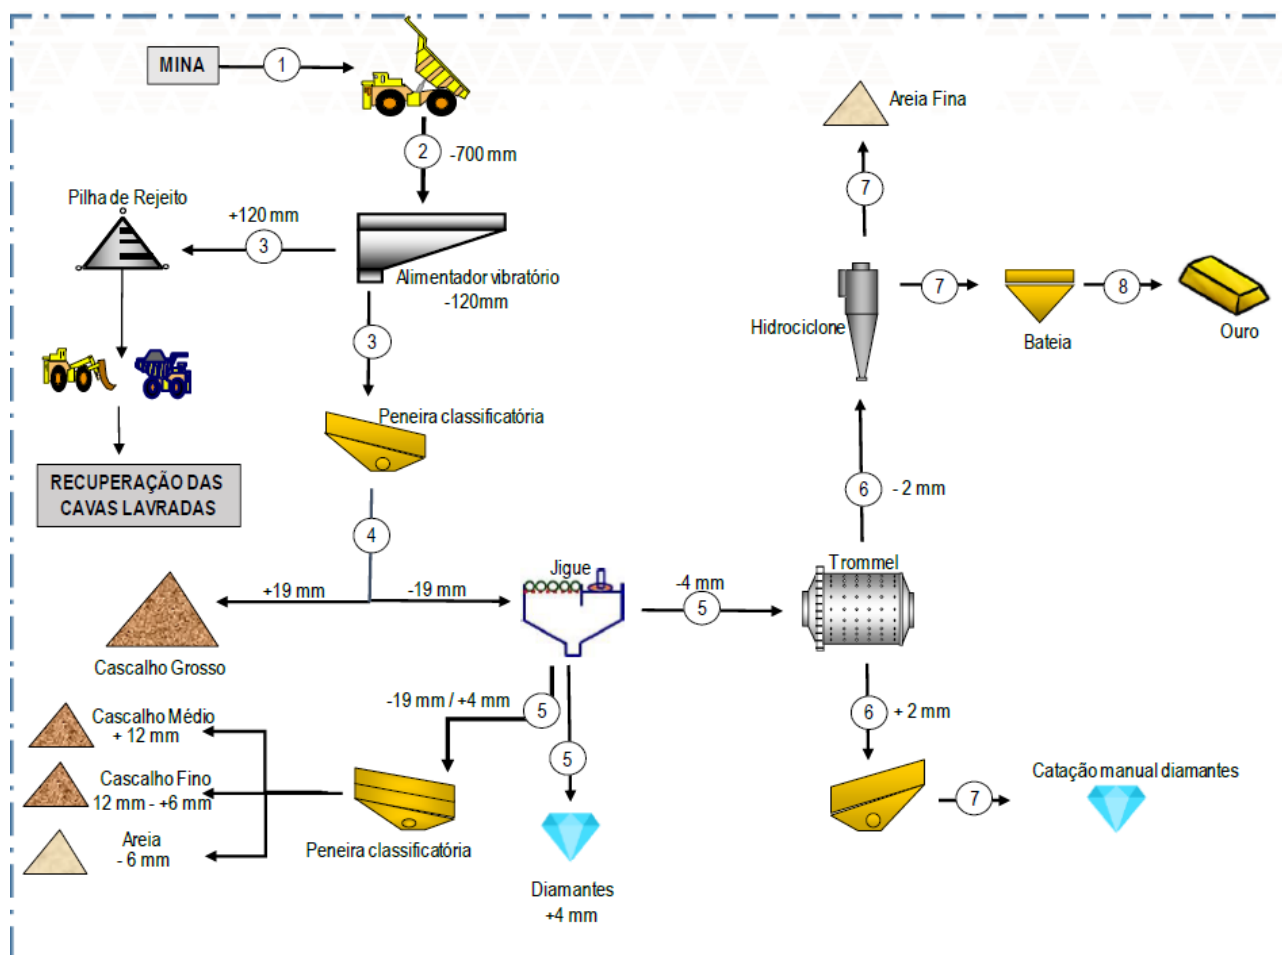 MINA
1
2
-700 mm
Areia Fina
7
Pilha de Rejeito
+120 mm
3
Alimentador vibratório
-120mm
3
Hidrociclone
7
Bateia
8
Ouro
Peneira classificatória
RECUPERAÇÃO DAS
CAVAS LAVRADAS
4
6
- 2 mm
+19 mm
-19 mm
Jigue
-4 mm
5
Trommel
Cascalho Grosso
-19 mm / +4 mm
5
5
6
+ 2 mm
Cascalho Médio
+ 12 mm
Cascalho Fino
12 mm - +6 mm
Areia
- 6 mm
Peneira classificatória
Diamantes
+4 mm
7
Catação manual diamantes